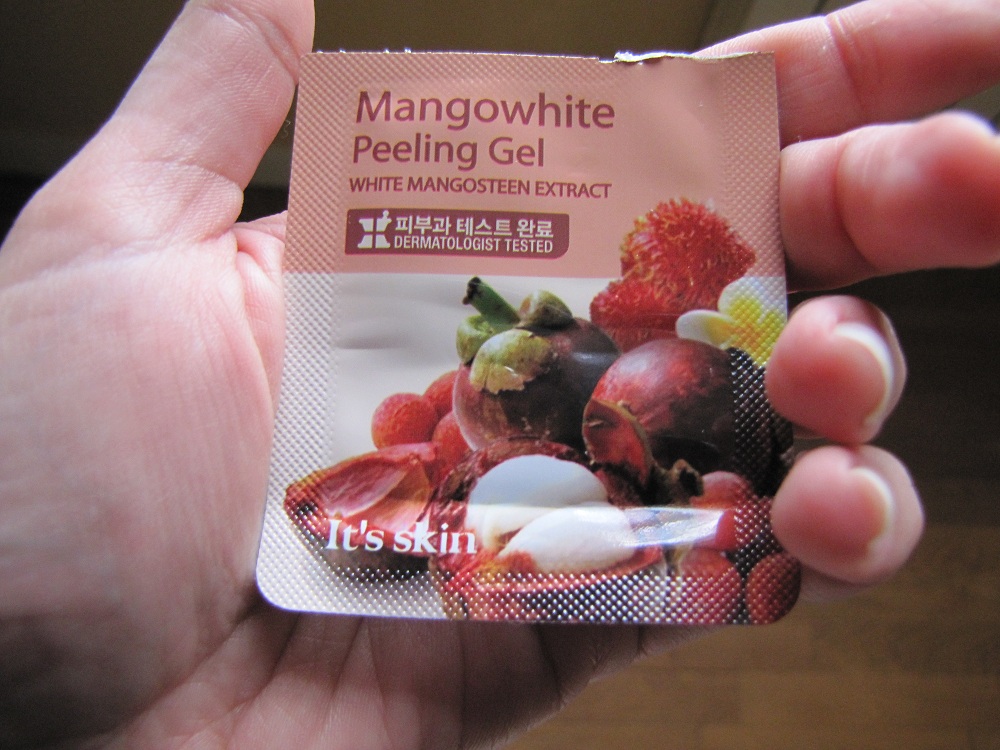 Mangowhite
Peeling Gel
WHITE MANGOSTEEN EXTRACT
피부과 테스트 완료
DERMATOLOGIST TESTED
It's skin